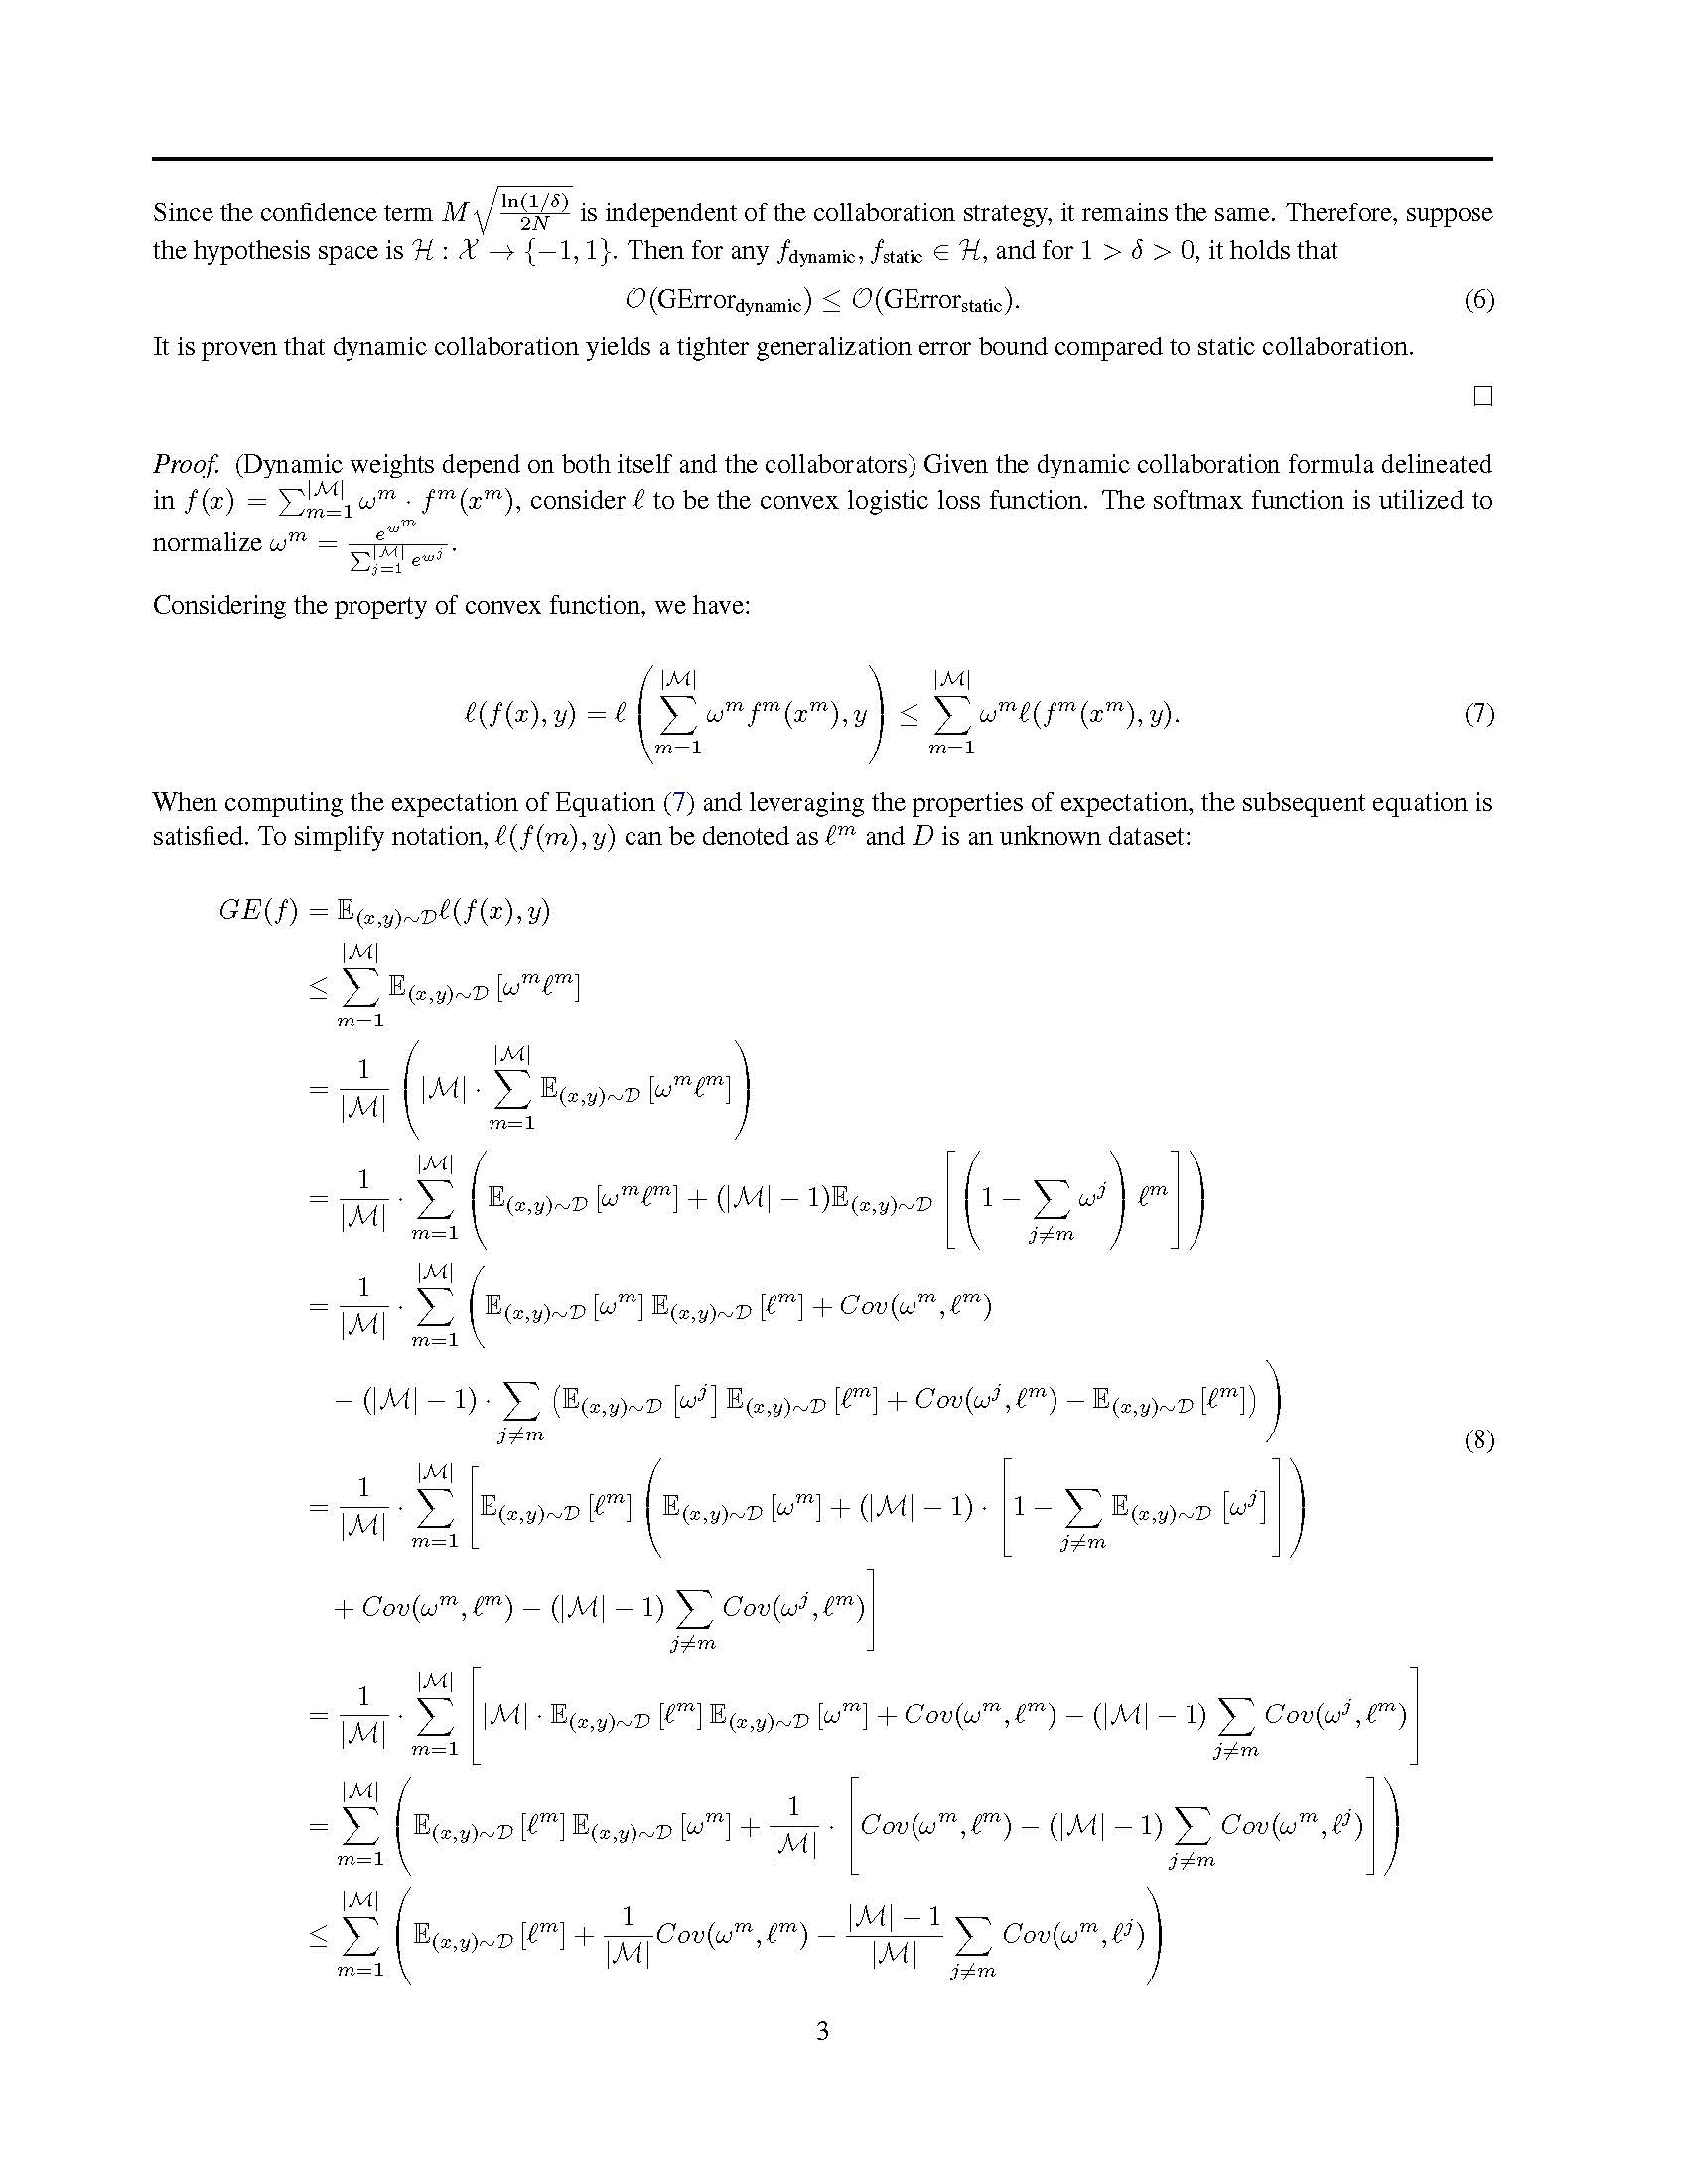 Since the confidence term $M\sqrt{\frac{\ln(1/\delta)}{2N}}$ is independent of the collaboration strategy, it remains the same. Therefore, suppose
the hypothesis space is $\mathcal{H} : \mathcal{X} \to \{-1, 1\}$. Then for any $f_{\text{dynamic}}, f_{\text{static}} \in \mathcal{H}$, and for $1 > \delta > 0$, it holds that
$\mathcal{O}(\text{GError}_{\text{dynamic}}) \leq \mathcal{O}(\text{GError}_{\text{static}}).$ (6)
It is proven that dynamic collaboration yields a tighter generalization error bound compared to static collaboration.
□
Proof. (Dynamic weights depend on both itself and the collaborators) Given the dynamic collaboration formula delineated
in $f(x) = \sum_{m=1}^{|\mathcal{M}|} \omega^m \cdot f^m(x^m)$, consider $\ell$ to be the convex logistic loss function. The softmax function is utilized to
normalize $\omega^m = \frac{e^{w^m}}{\sum_{j=1}^{|\mathcal{M}|} e^{w^j}}$.
Considering the property of convex function, we have:
$\ell(f(x), y) = \ell\left(\sum_{m=1}^{|\mathcal{M}|} \omega^m f^m(x^m), y\right) \leq \sum_{m=1}^{|\mathcal{M}|} \omega^m \ell(f^m(x^m), y).$ (7)
When computing the expectation of Equation (7) and leveraging the properties of expectation, the subsequent equation is
satisfied. To simplify notation, $\ell(f(m), y)$ can be denoted as $\ell^m$ and $D$ is an unknown dataset:
$GE(f) = \mathbb{E}_{(x,y)\sim\mathcal{D}} \ell(f(x), y)$
$\leq \sum_{m=1}^{|\mathcal{M}|} \mathbb{E}_{(x,y)\sim\mathcal{D}} [\omega^m \ell^m]$
$= \frac{1}{|\mathcal{M}|} \left( |\mathcal{M}| \cdot \sum_{m=1}^{|\mathcal{M}|} \mathbb{E}_{(x,y)\sim\mathcal{D}} [\omega^m \ell^m] \right)$
$= \frac{1}{|\mathcal{M}|} \cdot \sum_{m=1}^{|\mathcal{M}|} \left( \mathbb{E}_{(x,y)\sim\mathcal{D}} [\omega^m \ell^m] + (|\mathcal{M}| - 1) \mathbb{E}_{(x,y)\sim\mathcal{D}} \left[ \left( 1 - \sum_{j \neq m} \omega^j \right) \ell^m \right] \right)$
$= \frac{1}{|\mathcal{M}|} \cdot \sum_{m=1}^{|\mathcal{M}|} \Bigg( \mathbb{E}_{(x,y)\sim\mathcal{D}} [\omega^m] \mathbb{E}_{(x,y)\sim\mathcal{D}} [\ell^m] + Cov(\omega^m, \ell^m)$
$- (|\mathcal{M}| - 1) \cdot \sum_{j \neq m} \left( \mathbb{E}_{(x,y)\sim\mathcal{D}} [\omega^j] \mathbb{E}_{(x,y)\sim\mathcal{D}} [\ell^m] + Cov(\omega^j, \ell^m) - \mathbb{E}_{(x,y)\sim\mathcal{D}} [\ell^m] \right) \Bigg)$
(8)
$= \frac{1}{|\mathcal{M}|} \cdot \sum_{m=1}^{|\mathcal{M}|} \Bigg[ \mathbb{E}_{(x,y)\sim\mathcal{D}} [\ell^m] \left( \mathbb{E}_{(x,y)\sim\mathcal{D}} [\omega^m] + (|\mathcal{M}| - 1) \cdot \left[ 1 - \sum_{j \neq m} \mathbb{E}_{(x,y)\sim\mathcal{D}} [\omega^j] \right] \right)$
$+ Cov(\omega^m, \ell^m) - (|\mathcal{M}| - 1) \sum_{j \neq m} Cov(\omega^j, \ell^m) \Bigg]$
$= \frac{1}{|\mathcal{M}|} \cdot \sum_{m=1}^{|\mathcal{M}|} \left[ |\mathcal{M}| \cdot \mathbb{E}_{(x,y)\sim\mathcal{D}} [\ell^m] \mathbb{E}_{(x,y)\sim\mathcal{D}} [\omega^m] + Cov(\omega^m, \ell^m) - (|\mathcal{M}| - 1) \sum_{j \neq m} Cov(\omega^j, \ell^m) \right]$
$= \sum_{m=1}^{|\mathcal{M}|} \left( \mathbb{E}_{(x,y)\sim\mathcal{D}} [\ell^m] \mathbb{E}_{(x,y)\sim\mathcal{D}} [\omega^m] + \frac{1}{|\mathcal{M}|} \cdot \left[ Cov(\omega^m, \ell^m) - (|\mathcal{M}| - 1) \sum_{j \neq m} Cov(\omega^m, \ell^j) \right] \right)$
$\leq \sum_{m=1}^{|\mathcal{M}|} \left( \mathbb{E}_{(x,y)\sim\mathcal{D}} [\ell^m] + \frac{1}{|\mathcal{M}|} Cov(\omega^m, \ell^m) - \frac{|\mathcal{M}| - 1}{|\mathcal{M}|} \sum_{j \neq m} Cov(\omega^m, \ell^j) \right)$
3